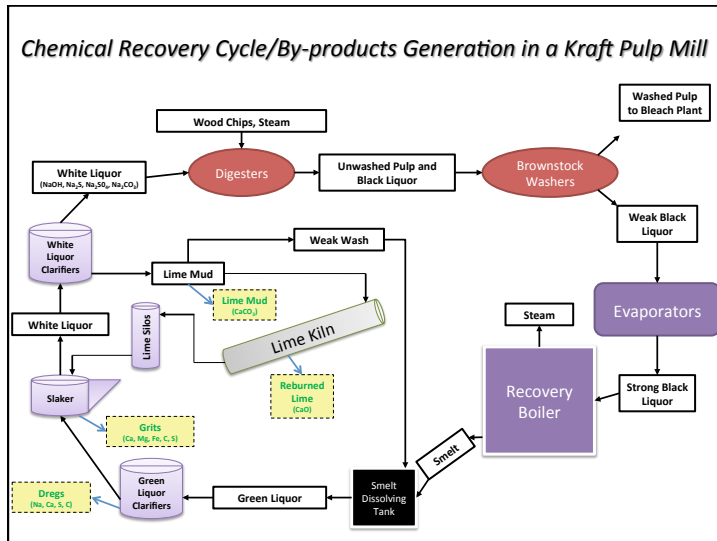 Chemical Recovery Cycle/By-products Generation in a Kraft Pulp Mill
Wood Chips, Steam
Washed Pulp
to Bleach Plant
White Liquor
(NaOH, Na₂S, Na₂S0₄, Na₂CO₃)
Digesters
Unwashed Pulp and
Black Liquor
Brownstock
Washers
White
Liquor
Clarifiers
Weak Wash
Weak Black
Liquor
Lime Mud
Lime Mud
(CaCO₃)
White Liquor
Lime Silos
Lime Kiln
Steam
Evaporators
Slaker
Reburned
Lime
(CaO)
Recovery
Boiler
Strong Black
Liquor
Grits
(Ca, Mg, Fe, C, S)
Smelt
Dregs
(Na, Ca, S, C)
Green
Liquor
Clarifiers
Green Liquor
Smelt
Dissolving
Tank